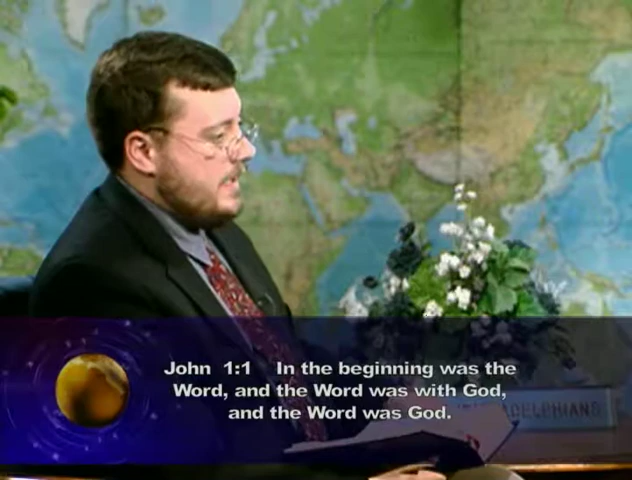 John 1:1 In the beginning was the
Word, and the Word was with God,
and the Word was God.